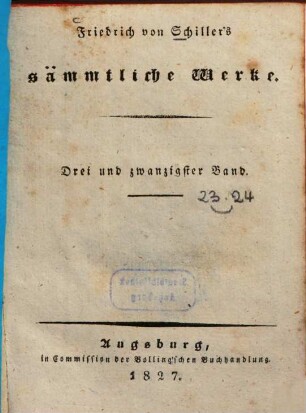 Friedrich von Schiller's
sämmtliche Werke.
Drei und zwanzigster Band.
23. 24
Augsburg,
in Commission der Bolling'schen Buchhandlung.
1827.